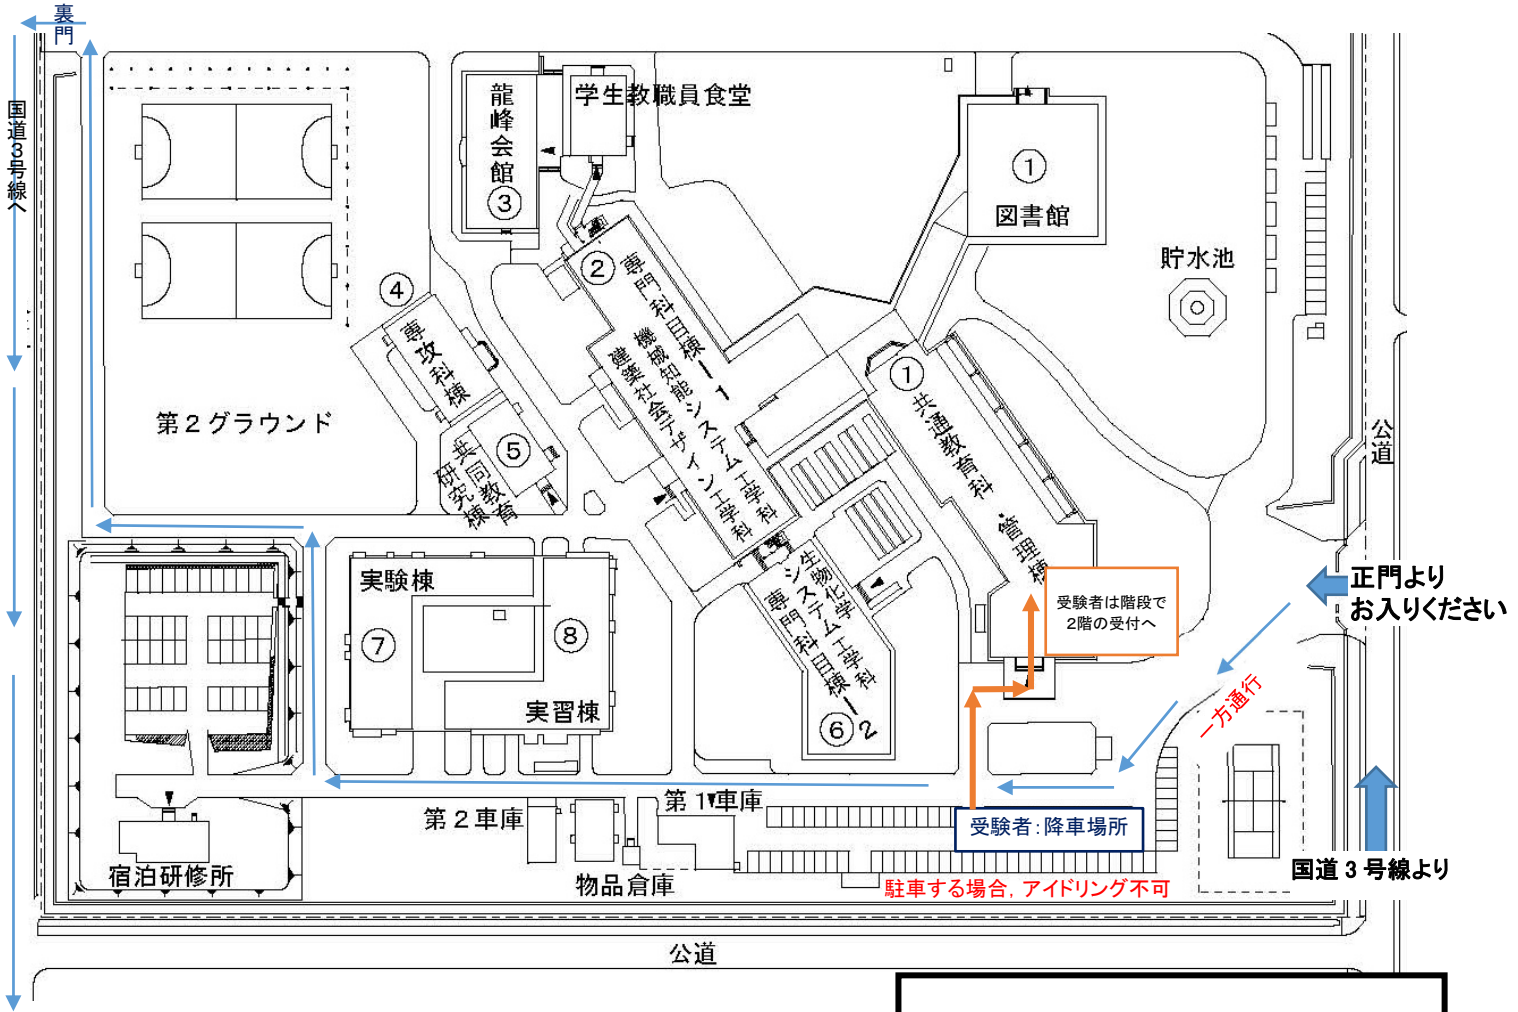 裏門
国道3号線へ
龍峰会館
③
学生教職員食堂
①
図書館
貯水池
②
専門科目棟ー1
機械知能システム工学科
建築社会デザイン工学科
④
専攻科棟
①
共通教育科・管理棟
第2グラウンド
⑤
共同教育
研究棟
公道
正門より
お入りください
受験者は階段で
2階の受付へ
実験棟
⑦
⑧
実習棟
生物化学
システム工学科
専門科目棟ー2
⑥
一方通行
第2車庫
第1車庫
受験者：降車場所
国道3号線より
宿泊研修所
物品倉庫
駐車する場合，アイドリング不可
公道